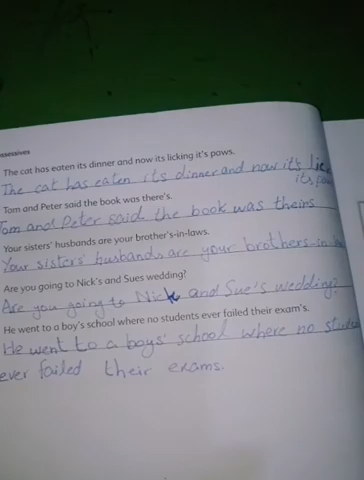 ssessives
The cat has eaten its dinner and now its licking it's paws.
The cat has eaten its dinner and now it's lic
its paw
Tom and Peter said the book was there's.
Tom and Peter said the book was theirs
Your sisters' husbands are your brother's-in-laws.
Your sisters' husbands are your brothers-in
Are you going to Nick's and Sues wedding?
Are you going to Nick and Sue's wedding?
He went to a boy's school where no students ever failed their exam's.
He went to a boys' school where no stude
ever failed their exams.